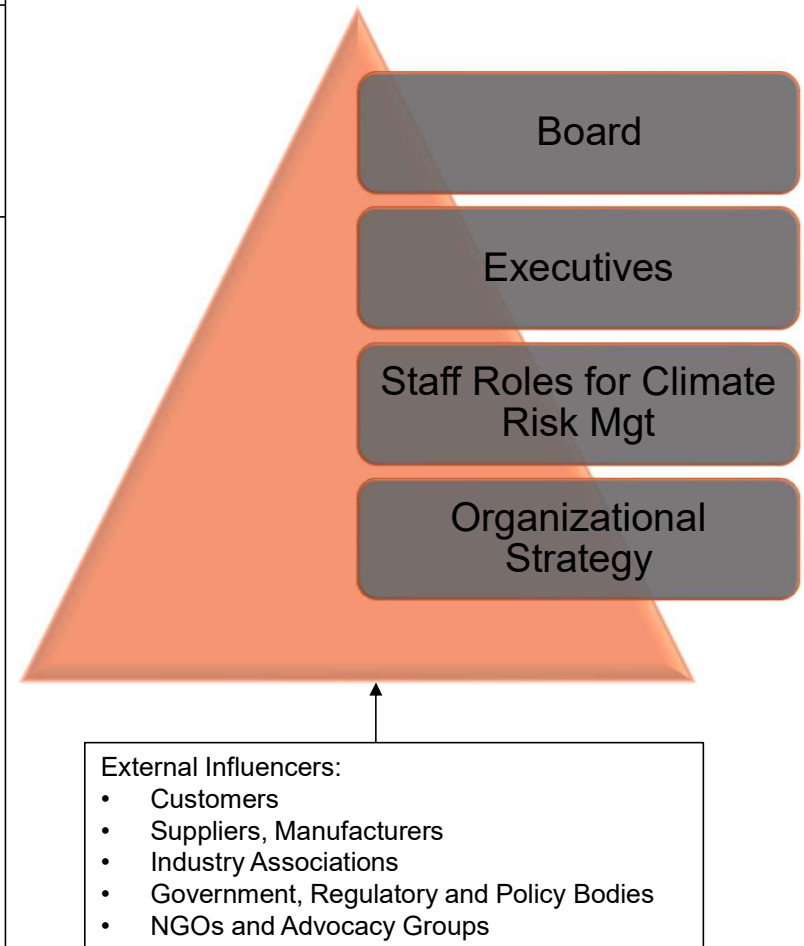 Board
Executives
Staff Roles for Climate
Risk Mgt
Organizational
Strategy
External Influencers:
• Customers
• Suppliers, Manufacturers
• Industry Associations
• Government, Regulatory and Policy Bodies
• NGOs and Advocacy Groups